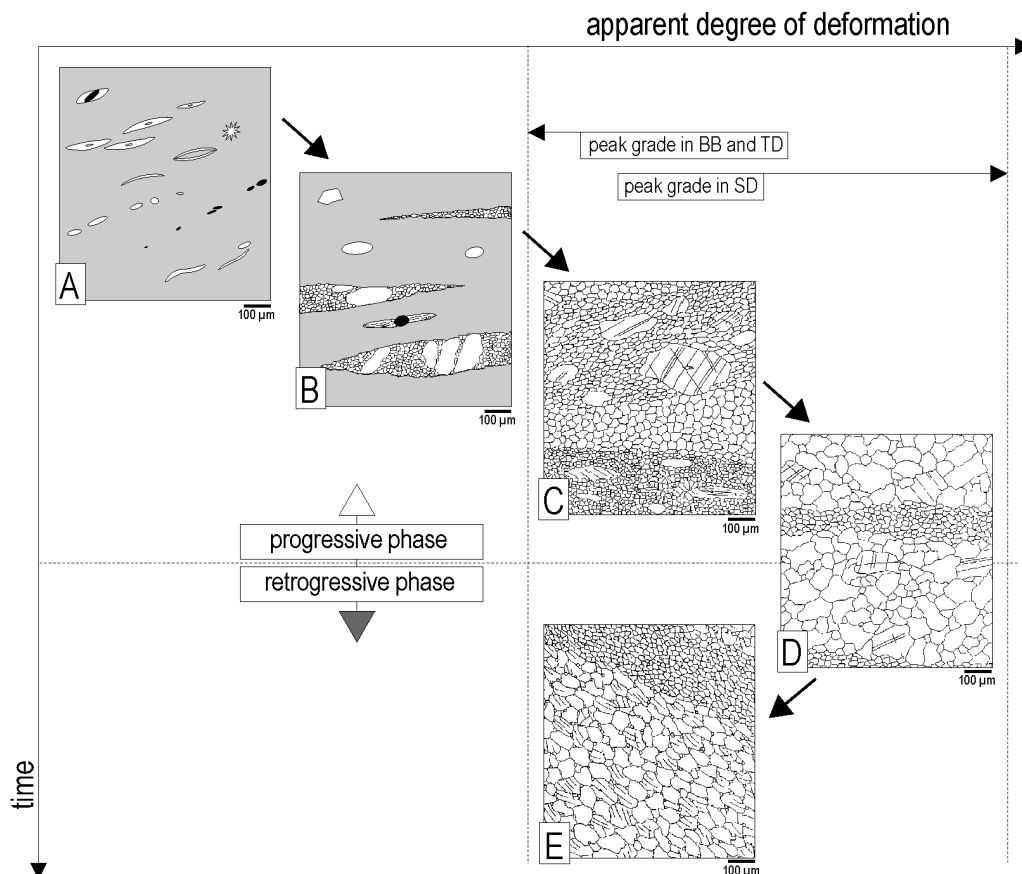 apparent degree of deformation
peak grade in BB and TD
peak grade in SD
A
100 µm
B
100 µm
C
100 µm
progressive phase
retrogressive phase
D
100 µm
E
100 µm
time